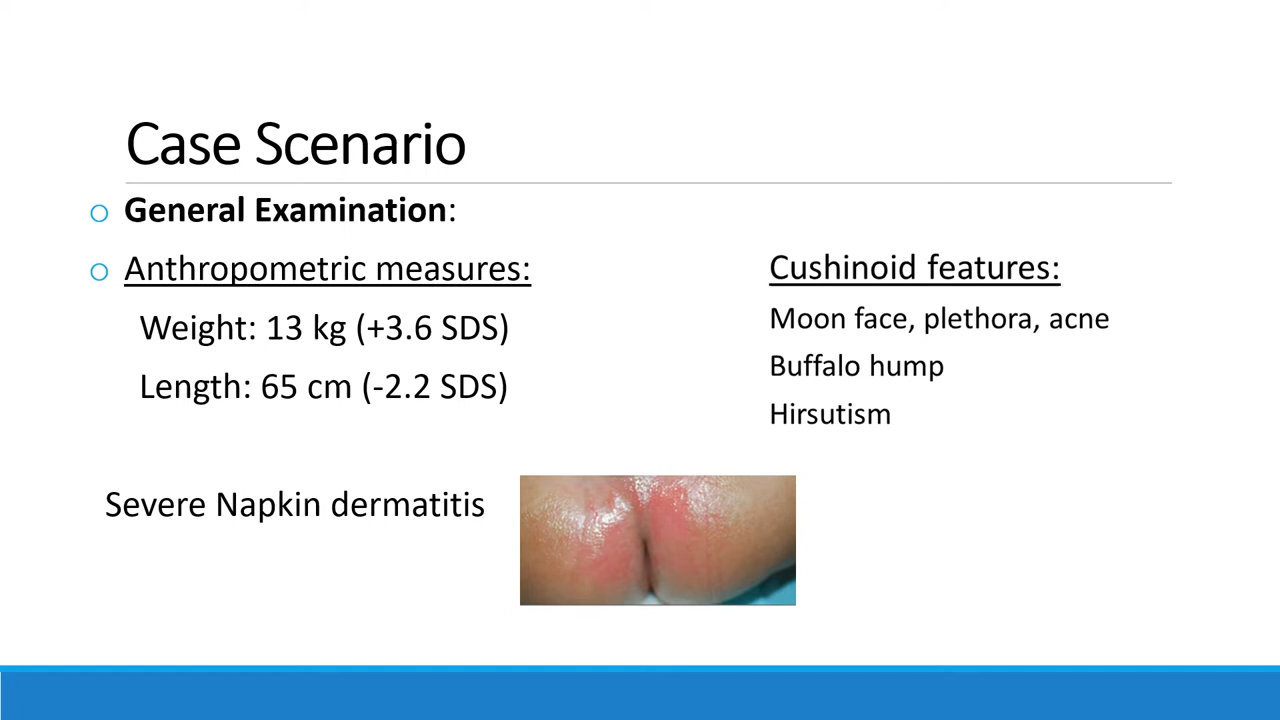 Case Scenario
General Examination:
Anthropometric measures:
Weight: 13 kg (+3.6 SDS)
Length: 65 cm (-2.2 SDS)
Cushinoid features:
Moon face, plethora, acne
Buffalo hump
Hirsutism
Severe Napkin dermatitis